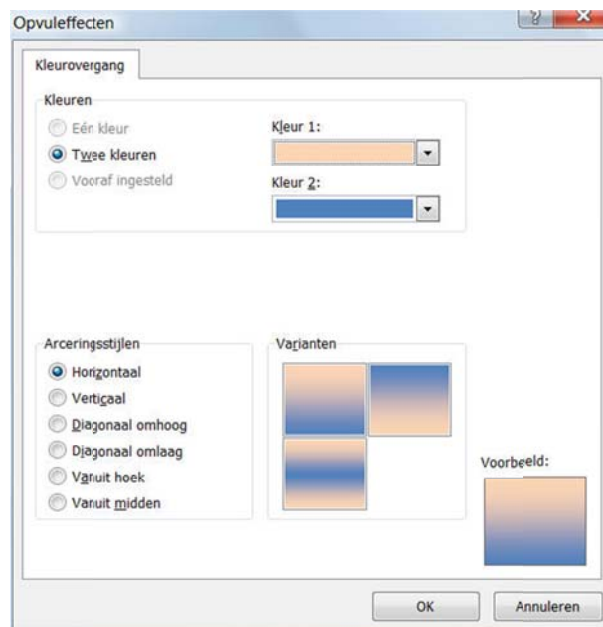 Opvuleffecten
Kleurovergang
Kleuren
Eén kleur
Twee kleuren
Vooraf ingesteld
Kleur 1:
Kleur 2:
Arceringsstijlen
Horizontaal
Verticaal
Diagonaal omhoog
Diagonaal omlaag
Vanuit hoek
Vanuit midden
Varianten
Voorbeeld:
OK
Annuleren